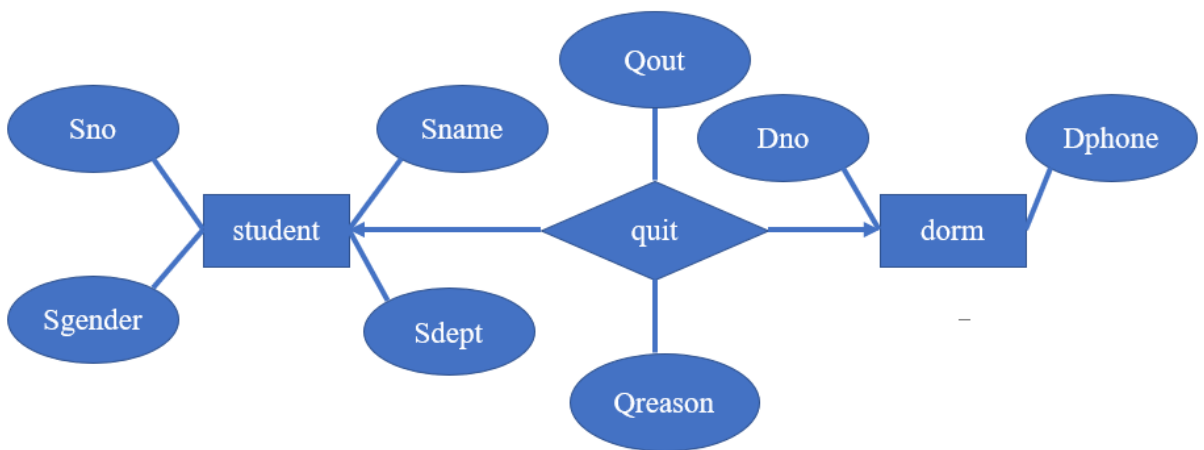 Qout
Sno
Sname
Dno
Dphone
student
quit
dorm
Sgender
Sdept
Qreason